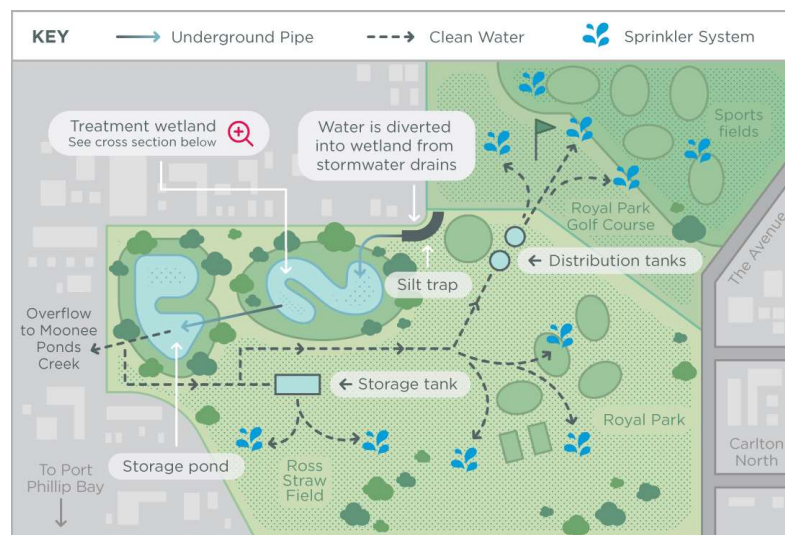 KEY
Underground Pipe
Clean Water
Sprinkler System
Treatment wetland
See cross section below
Water is diverted
into wetland from
stormwater drains
Sports
fields
Royal Park
Golf Course
The Avenue
Silt trap
← Distribution tanks
Overflow
to Moonee
Ponds
Creek
← Storage tank
Royal Park
Storage pond
Ross
Straw
Field
Carlton
North
To Port
Phillip Bay